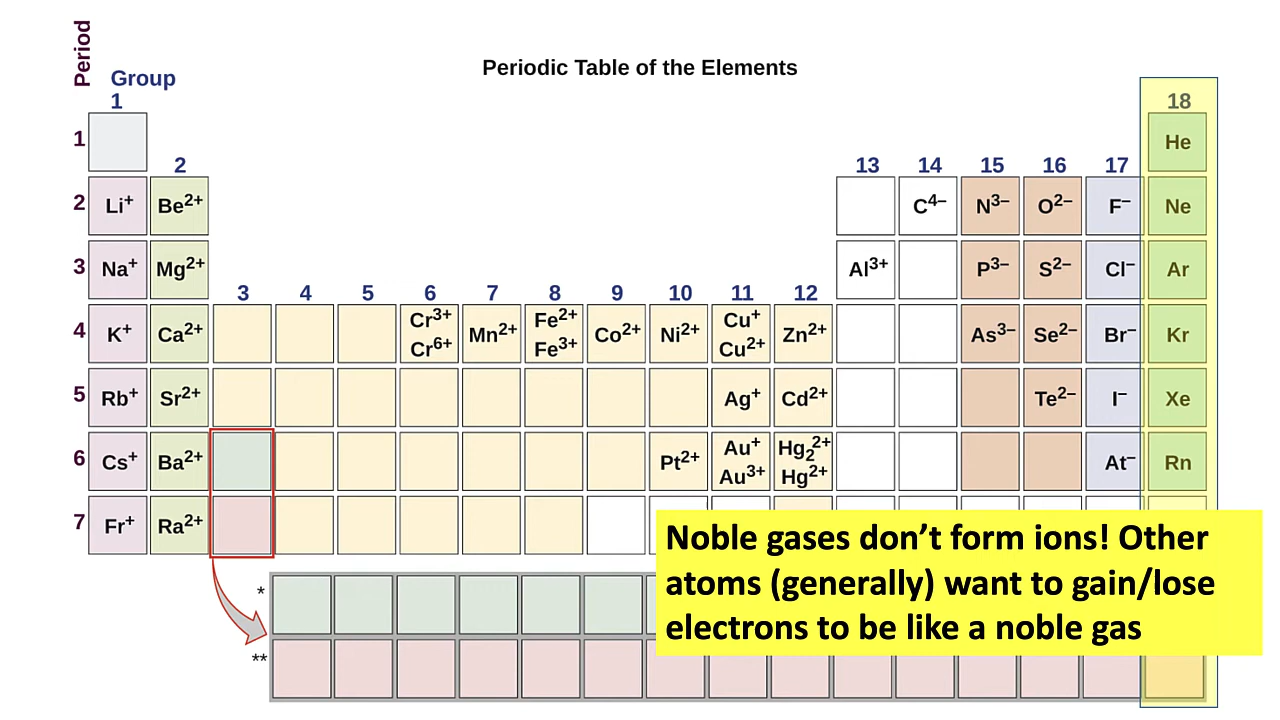 Periodic Table of the Elements
Period
Group
1 18
1 He
2 13 14 15 16 17
2 Li⁺ Be²⁺ C⁴⁻ N³⁻ O²⁻ F⁻ Ne
3 Na⁺ Mg²⁺ Al³⁺ P³⁻ S²⁻ Cl⁻ Ar
3 4 5 6 7 8 9 10 11 12
4 K⁺ Ca²⁺ Cr³⁺ Cr⁶⁺ Mn²⁺ Fe²⁺ Fe³⁺ Co²⁺ Ni²⁺ Cu⁺ Cu²⁺ Zn²⁺ As³⁻ Se²⁻ Br⁻ Kr
5 Rb⁺ Sr²⁺ Ag⁺ Cd²⁺ Te²⁻ I⁻ Xe
6 Cs⁺ Ba²⁺ Pt²⁺ Au⁺ Au³⁺ Hg₂²⁺ Hg²⁺ At⁻ Rn
7 Fr⁺ Ra²⁺
Noble gases don’t form ions! Other
atoms (generally) want to gain/lose
electrons to be like a noble gas
*
**